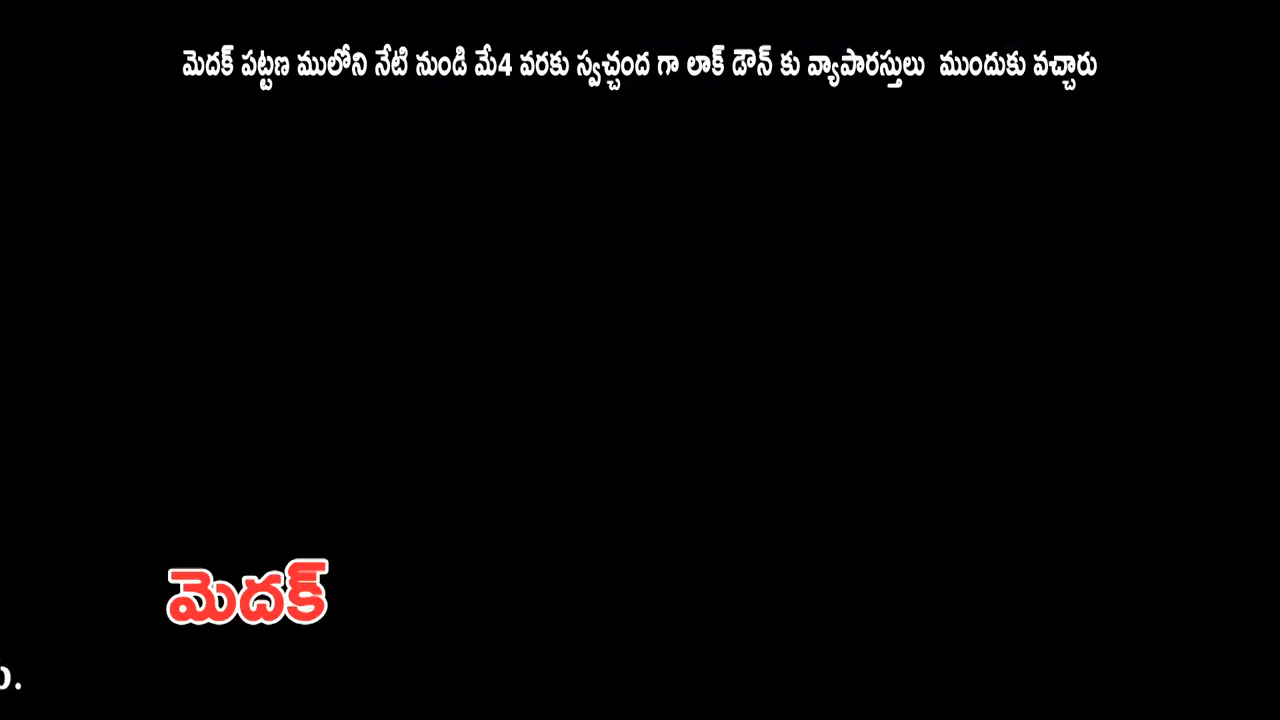 మెదక్ పట్టణ ములోని నేటి నుండి మే4 వరకు స్వచ్చంద గా లాక్ డౌన్ కు వ్యాపారస్తులు ముందుకు వచ్చారు
మెదక్